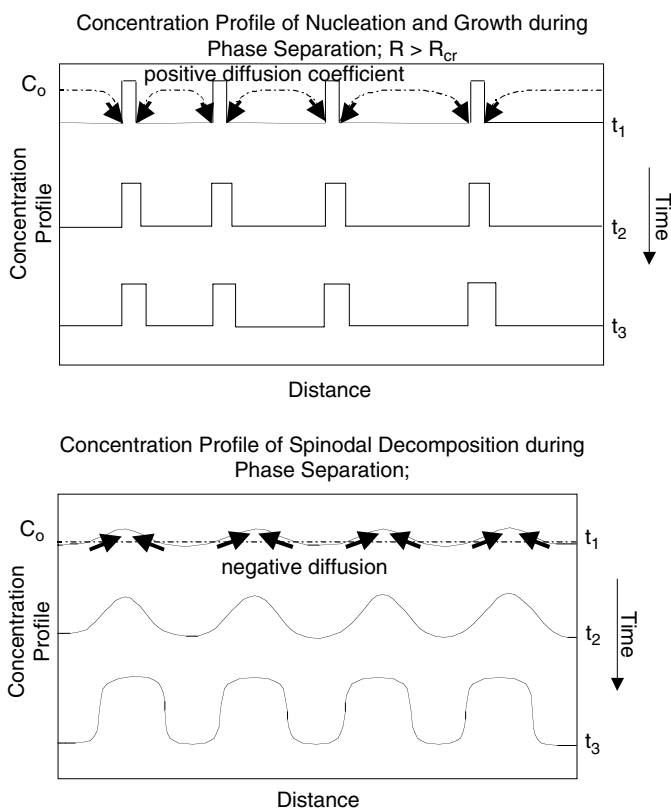 Concentration Profile of Nucleation and Growth during
Phase Separation; R > Rcr
positive diffusion coefficient
Co
t1
Concentration
Profile
t2
Time
t3
Distance
Concentration Profile of Spinodal Decomposition during
Phase Separation;
Co
t1
negative diffusion
Concentration
Profile
t2
Time
t3
Distance